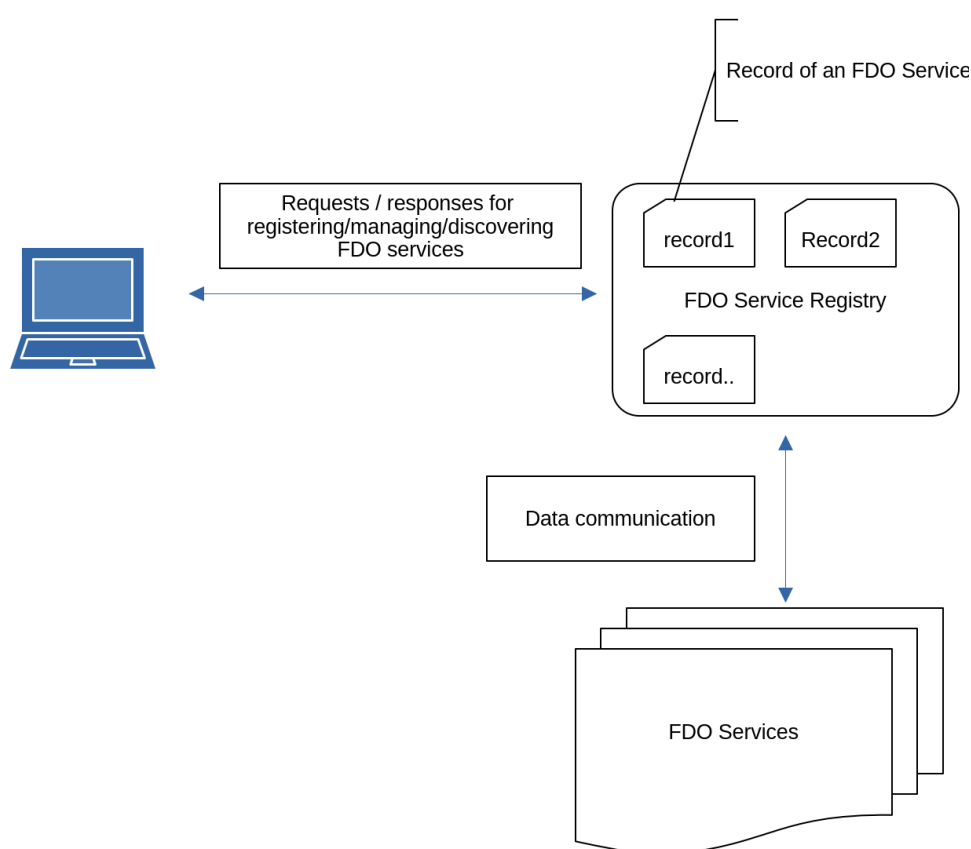 Record of an FDO Service
Requests / responses for
registering/managing/discovering
FDO services
record1
Record2
FDO Service Registry
record..
Data communication
FDO Services